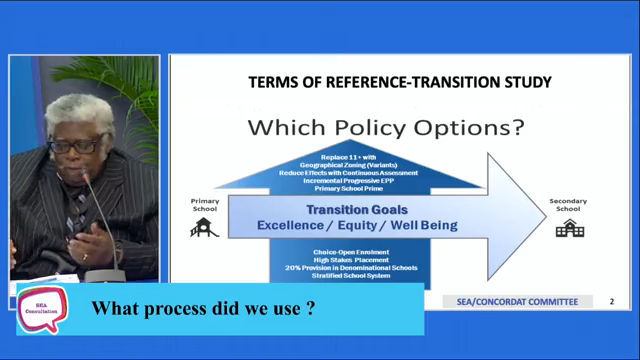 TERMS OF REFERENCE-TRANSITION STUDY
Which Policy Options?
Replace 11+ with
Geographical Zoning (Variants)
Reduce Effects with Continuous Assessment
Incremental Progressive EPP
Primary School Prime
Primary
School
Transition Goals
Excellence / Equity / Well Being
Secondary
School
Choice-Open Enrolment
High Stakes Placement
20% Provision in Denominational Schools
Stratified School System
SEA/CONCORDAT COMMITTEE
2
SEA
Consultation
What process did we use ?